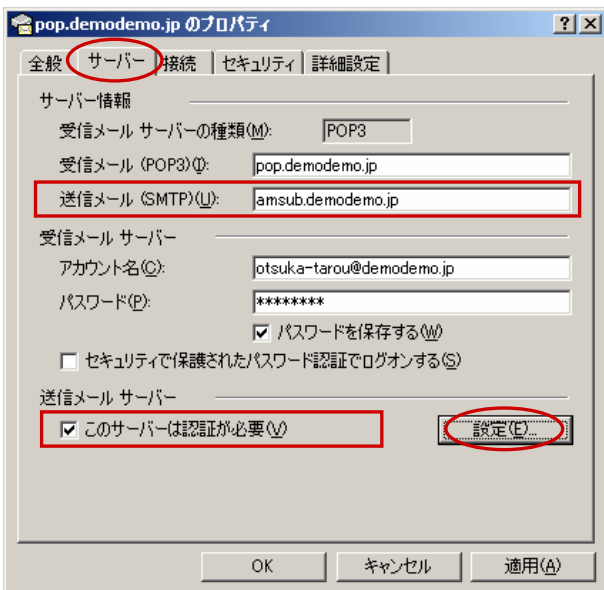 pop.demodemo.jp のプロパティ
全般 サーバー 接続 セキュリティ 詳細設定
サーバー情報
受信メール サーバーの種類(M): POP3
受信メール (POP3)(I): pop.demodemo.jp
送信メール (SMTP)(U): amsub.demodemo.jp
受信メール サーバー
アカウント名(C): otsuka-tarou@demodemo.jp
パスワード(P): ********
パスワードを保存する(W)
セキュリティで保護されたパスワード認証でログオンする(S)
送信メール サーバー
このサーバーは認証が必要(V) 設定(E)...
OK キャンセル 適用(A)